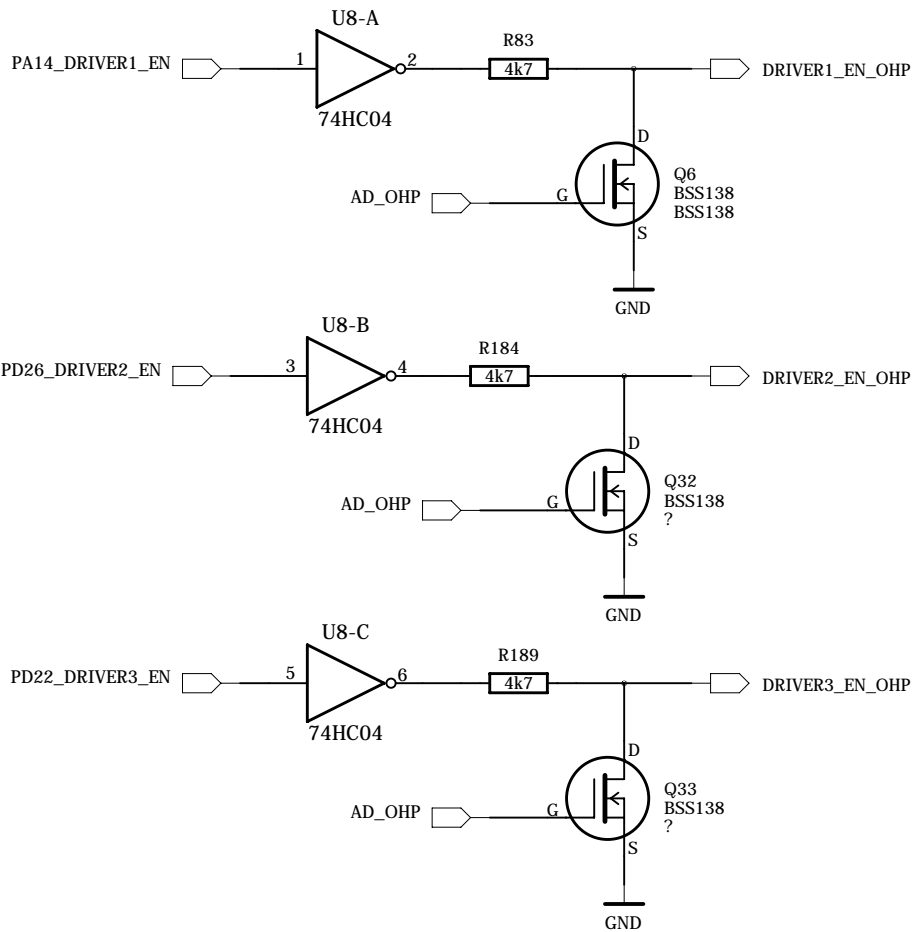 U8-A
R83
PA14_DRIVER1_EN
1
2
4k7
DRIVER1_EN_OHP
74HC04
D
AD_OHP
G
Q6
BSS138
BSS138
S
GND
U8-B
R184
PD26_DRIVER2_EN
3
4
4k7
DRIVER2_EN_OHP
74HC04
D
AD_OHP
G
Q32
BSS138
?
S
GND
U8-C
R189
PD22_DRIVER3_EN
5
6
4k7
DRIVER3_EN_OHP
74HC04
D
AD_OHP
G
Q33
BSS138
?
S
GND